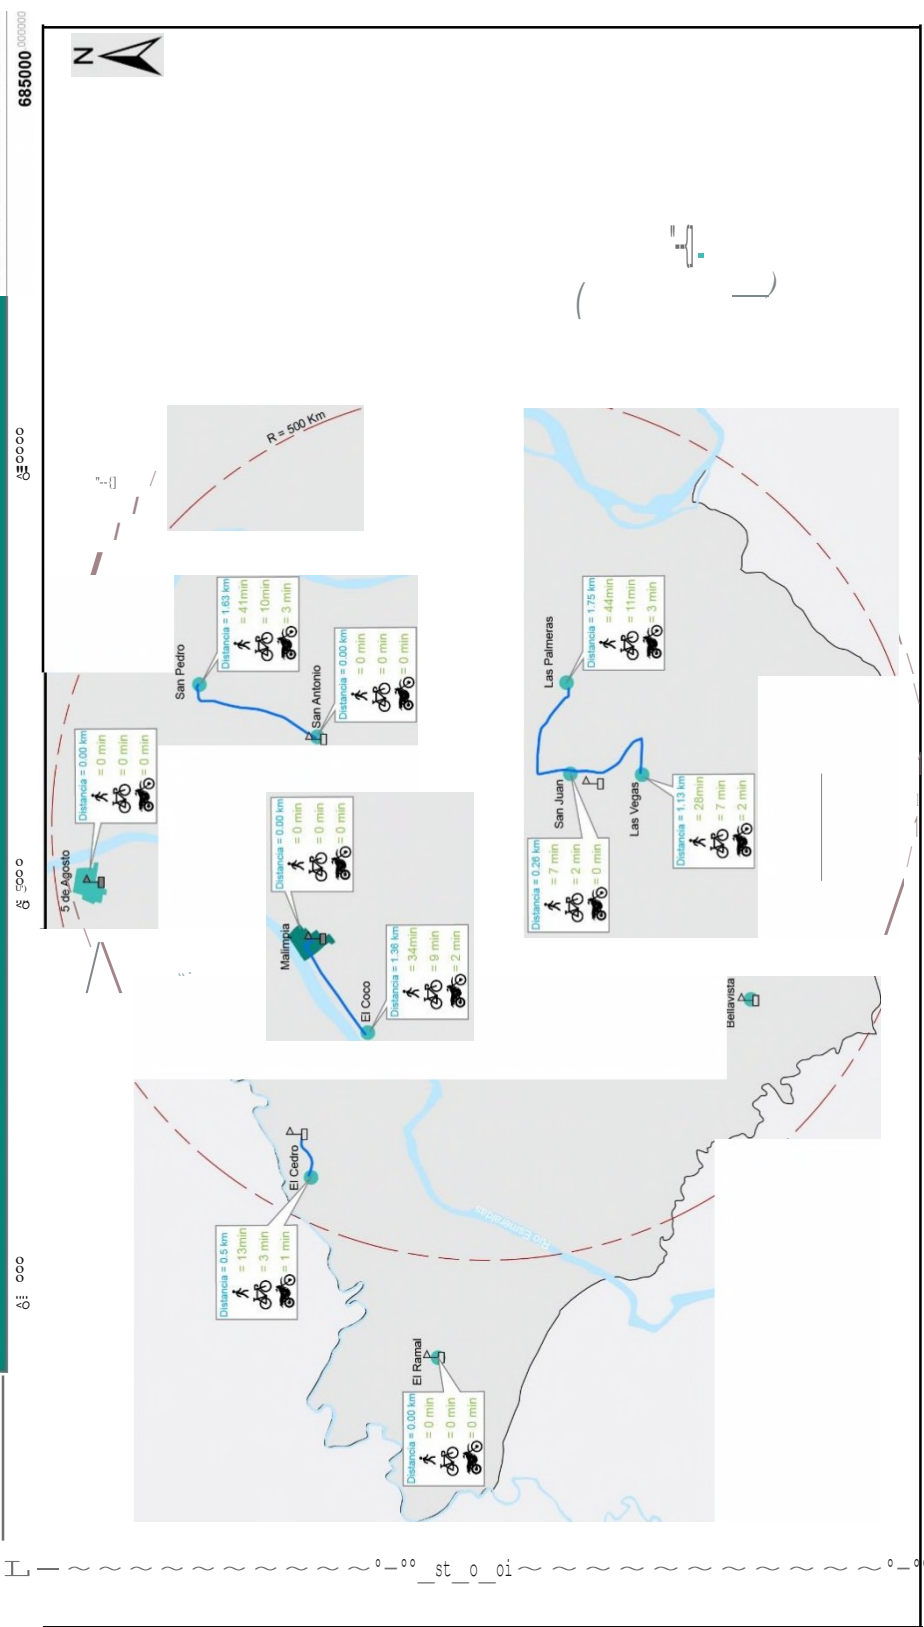 685000.000000
N
R = 500 Km
San Pedro
Distancia = 1.63 km
= 41min
= 10min
= 3 min
San Antonio
Distancia = 0.00 km
= 0 min
= 0 min
= 0 min
5 de Agosto
Distancia = 0.00 km
= 0 min
= 0 min
= 0 min
Las Palmeras
Distancia = 1.75 km
= 44min
= 11min
= 3 min
San Juan
Distancia = 0.26 km
= 7 min
= 2 min
= 0 min
Las Vegas
Distancia = 1.13 km
= 28min
= 7 min
= 2 min
Malimpia
Distancia = 0.00 km
= 0 min
= 0 min
= 0 min
El Coco
Distancia = 1.36 km
= 34min
= 9 min
= 2 min
Bellavista
El Cedro
Distancia = 0.5 km
= 13min
= 3 min
= 1 min
Río Esmeraldas
El Ramal
Distancia = 0.00 km
= 0 min
= 0 min
= 0 min